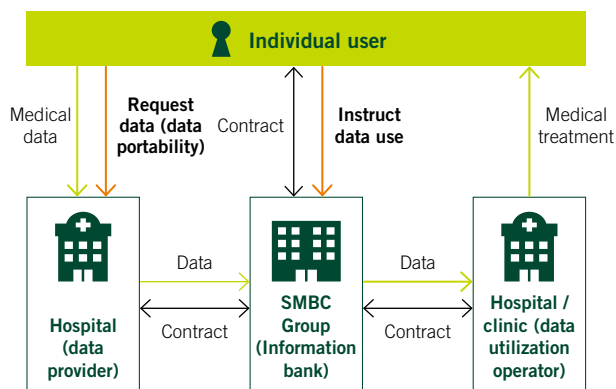 Individual user
Medical
data
Request
data (data
portability)
Contract
Instruct
data use
Medical
treatment
Data
Data
Hospital
(data
provider)
Contract
SMBC
Group
(Information
bank)
Contract
Hospital /
clinic (data
utilization
operator)